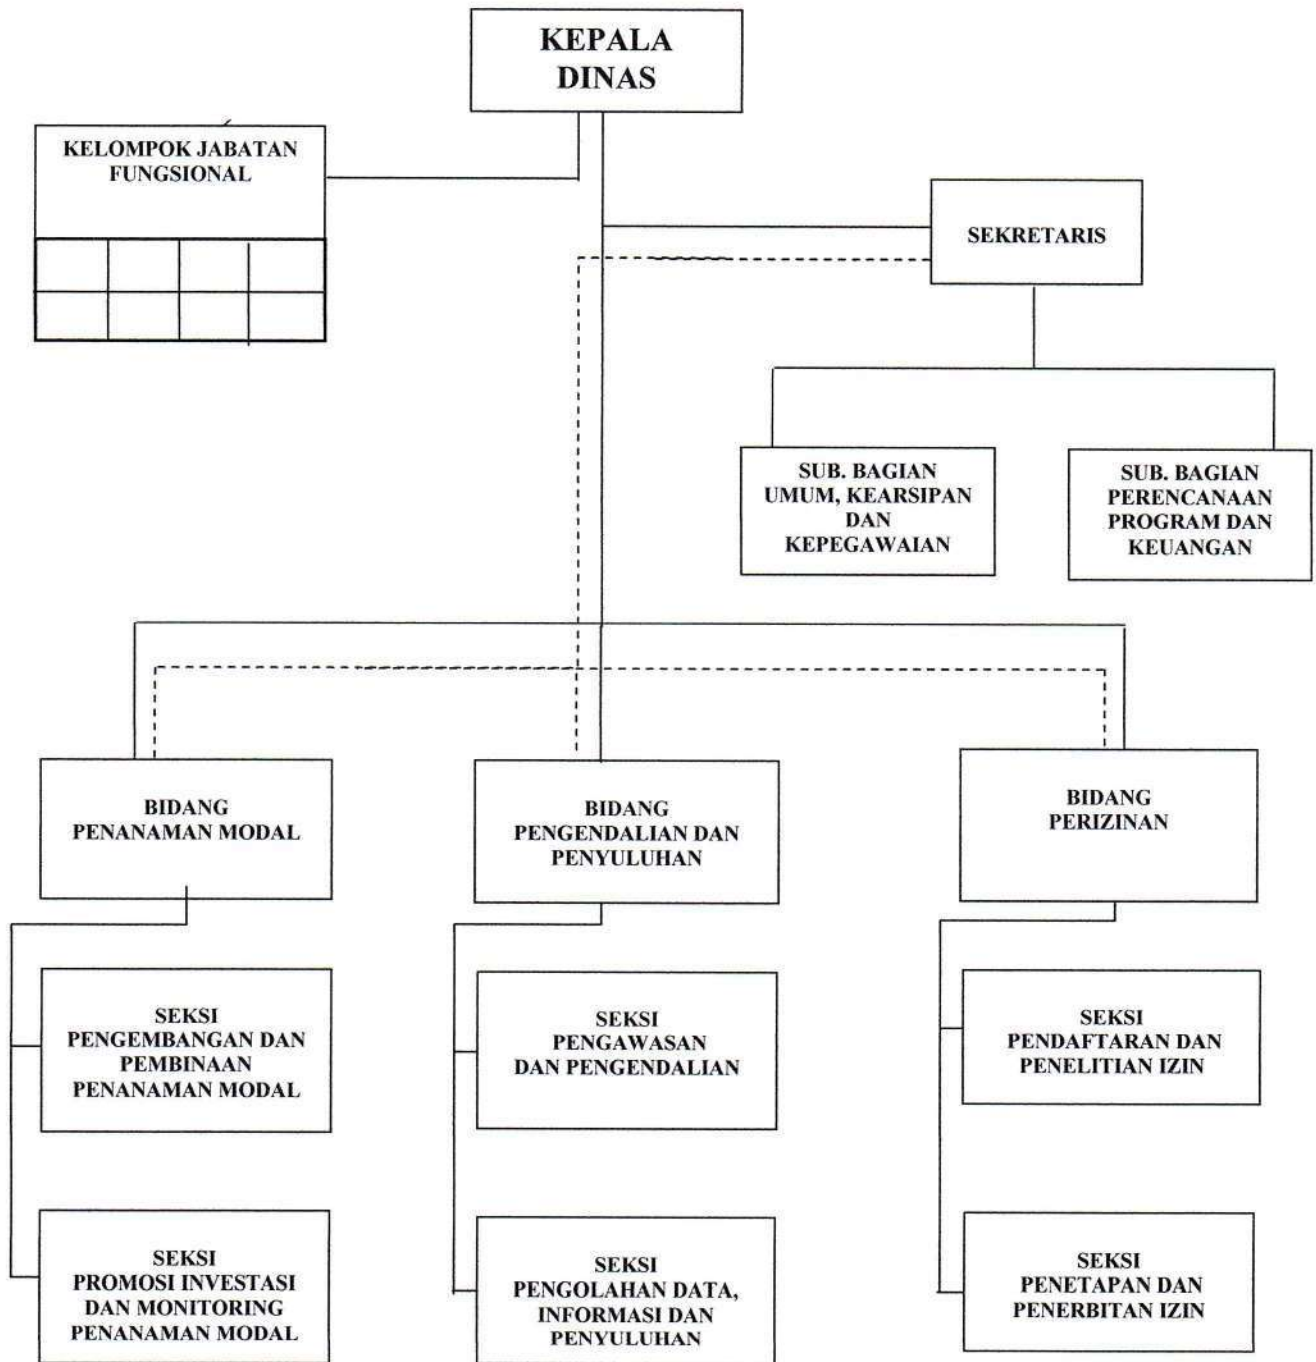 KEPALA
DINAS
KELOMPOK JABATAN
FUNGSIONAL
SEKRETARIS
SUB. BAGIAN
UMUM, KEARSIPAN
DAN
KEPEGAWAIAN
SUB. BAGIAN
PERENCANAAN
PROGRAM DAN
KEUANGAN
BIDANG
PENANAMAN MODAL
BIDANG
PENGENDALIAN DAN
PENYULUHAN
BIDANG
PERIZINAN
SEKSI
PENGEMBANGAN DAN
PEMBINAAN
PENANAMAN MODAL
SEKSI
PENGAWASAN
DAN PENGENDALIAN
SEKSI
PENDAFTARAN DAN
PENELITIAN IZIN
SEKSI
PROMOSI INVESTASI
DAN MONITORING
PENANAMAN MODAL
SEKSI
PENGOLAHAN DATA,
INFORMASI DAN
PENYULUHAN
SEKSI
PENETAPAN DAN
PENERBITAN IZIN